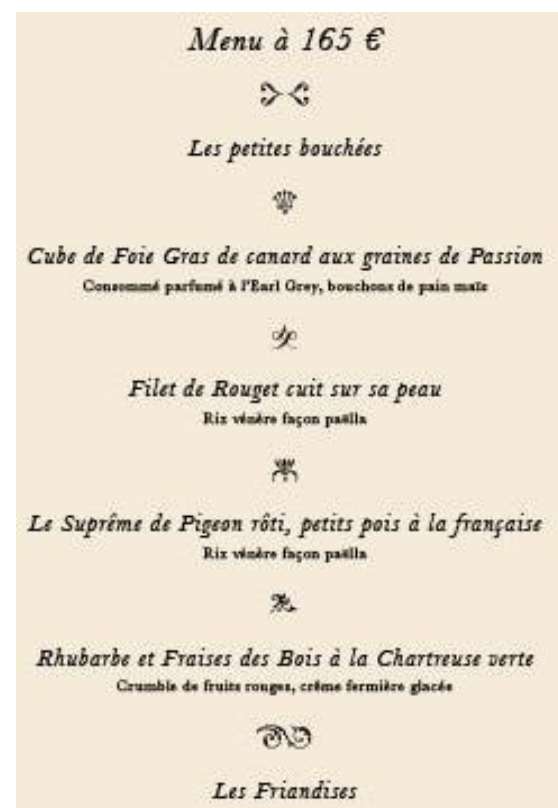 Menu à 165 €
Les petites bouchées
Cube de Foie Gras de canard aux graines de Passion
Consommé parfumé à l'Earl Grey, bouchons de pain maïs
Filet de Rouget cuit sur sa peau
Riz vénère façon paëlla
Le Suprême de Pigeon rôti, petits pois à la française
Riz vénère façon paëlla
Rhubarbe et Fraises des Bois à la Chartreuse verte
Crumble de fruits rouges, crème fermière glacée
Les Friandises